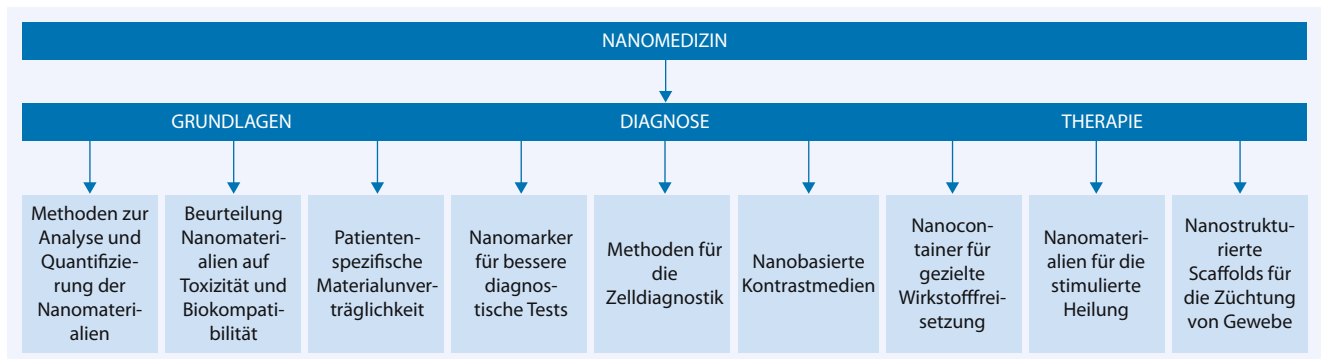 NANOMEDIZIN
GRUNDLAGEN
DIAGNOSE
THERAPIE
Methoden zur
Analyse und
Quantifizie-
rung der
Nanomateri-
alien
Beurteilung
Nanomateri-
alien auf
Toxizität und
Biokompati-
bilität
Patienten-
spezifische
Materialunver-
träglichkeit
Nanomarker
für bessere
diagnos-
tische Tests
Methoden für
die
Zelldiagnostik
Nanobasierte
Kontrastmedien
Nanocon-
tainer für
gezielte
Wirkstofffrei-
setzung
Nanomateri-
alien für die
stimulierte
Heilung
Nanostruktu-
rierte
Scaffolds für
die Züchtung
von Gewebe